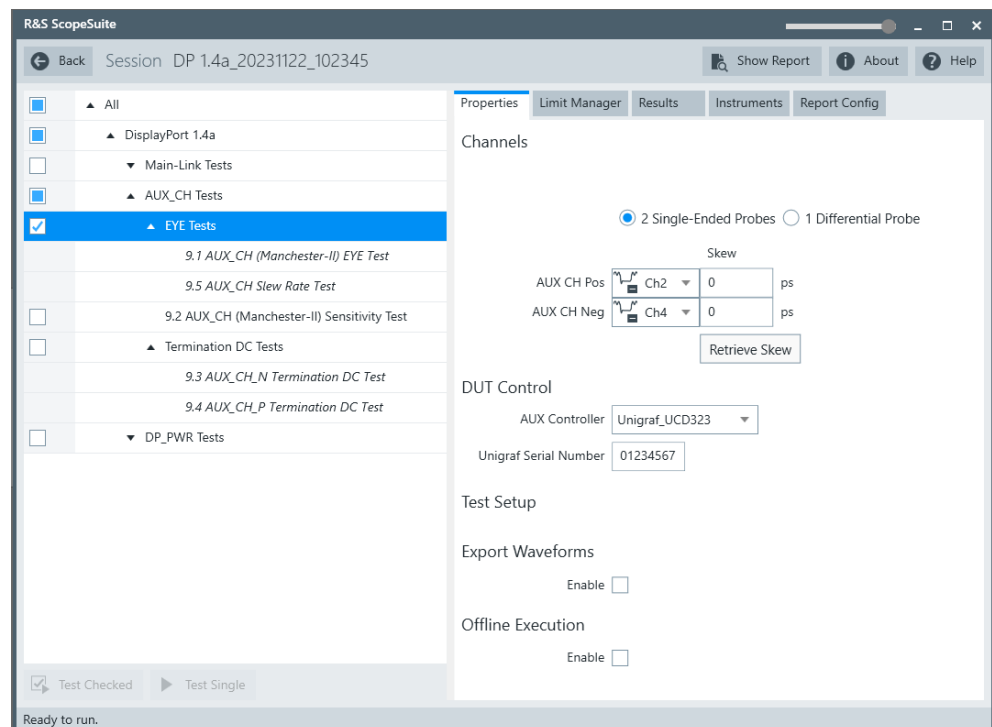 R&S ScopeSuite
Back Session DP 1.4a_20231122_102345 Show Report About Help
All
DisplayPort 1.4a
Main-Link Tests
AUX_CH Tests
EYE Tests
9.1 AUX_CH (Manchester-II) EYE Test
9.5 AUX_CH Slew Rate Test
9.2 AUX_CH (Manchester-II) Sensitivity Test
Termination DC Tests
9.3 AUX_CH_N Termination DC Test
9.4 AUX_CH_P Termination DC Test
DP_PWR Tests
Test Checked Test Single
Properties Limit Manager Results Instruments Report Config
Channels
2 Single-Ended Probes 1 Differential Probe
Skew
AUX CH Pos Ch2 0 ps
AUX CH Neg Ch4 0 ps
Retrieve Skew
DUT Control
AUX Controller Unigraf_UCD323
Unigraf Serial Number 01234567
Test Setup
Export Waveforms
Enable
Offline Execution
Enable
Ready to run.